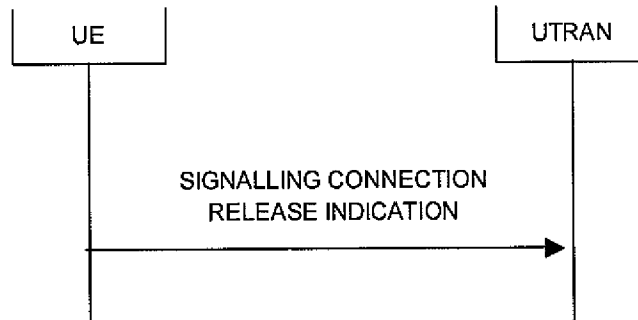 UE
UTRAN
SIGNALLING CONNECTION
RELEASE INDICATION